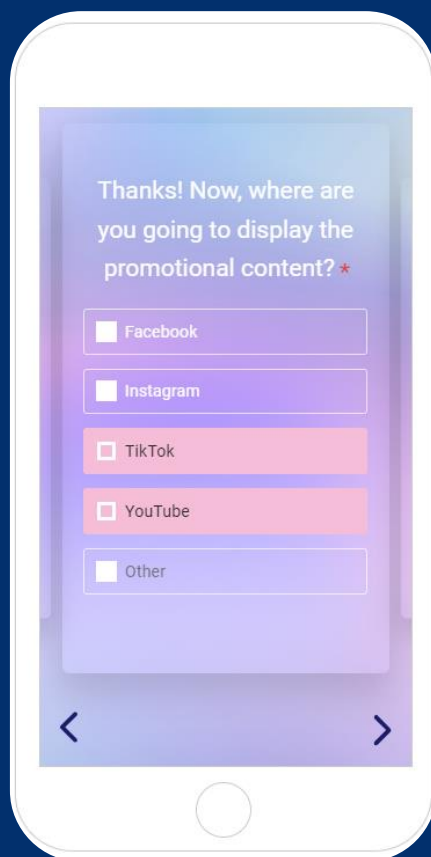 Thanks! Now, where are
you going to display the
promotional content? *
Facebook
Instagram
TikTok
YouTube
Other